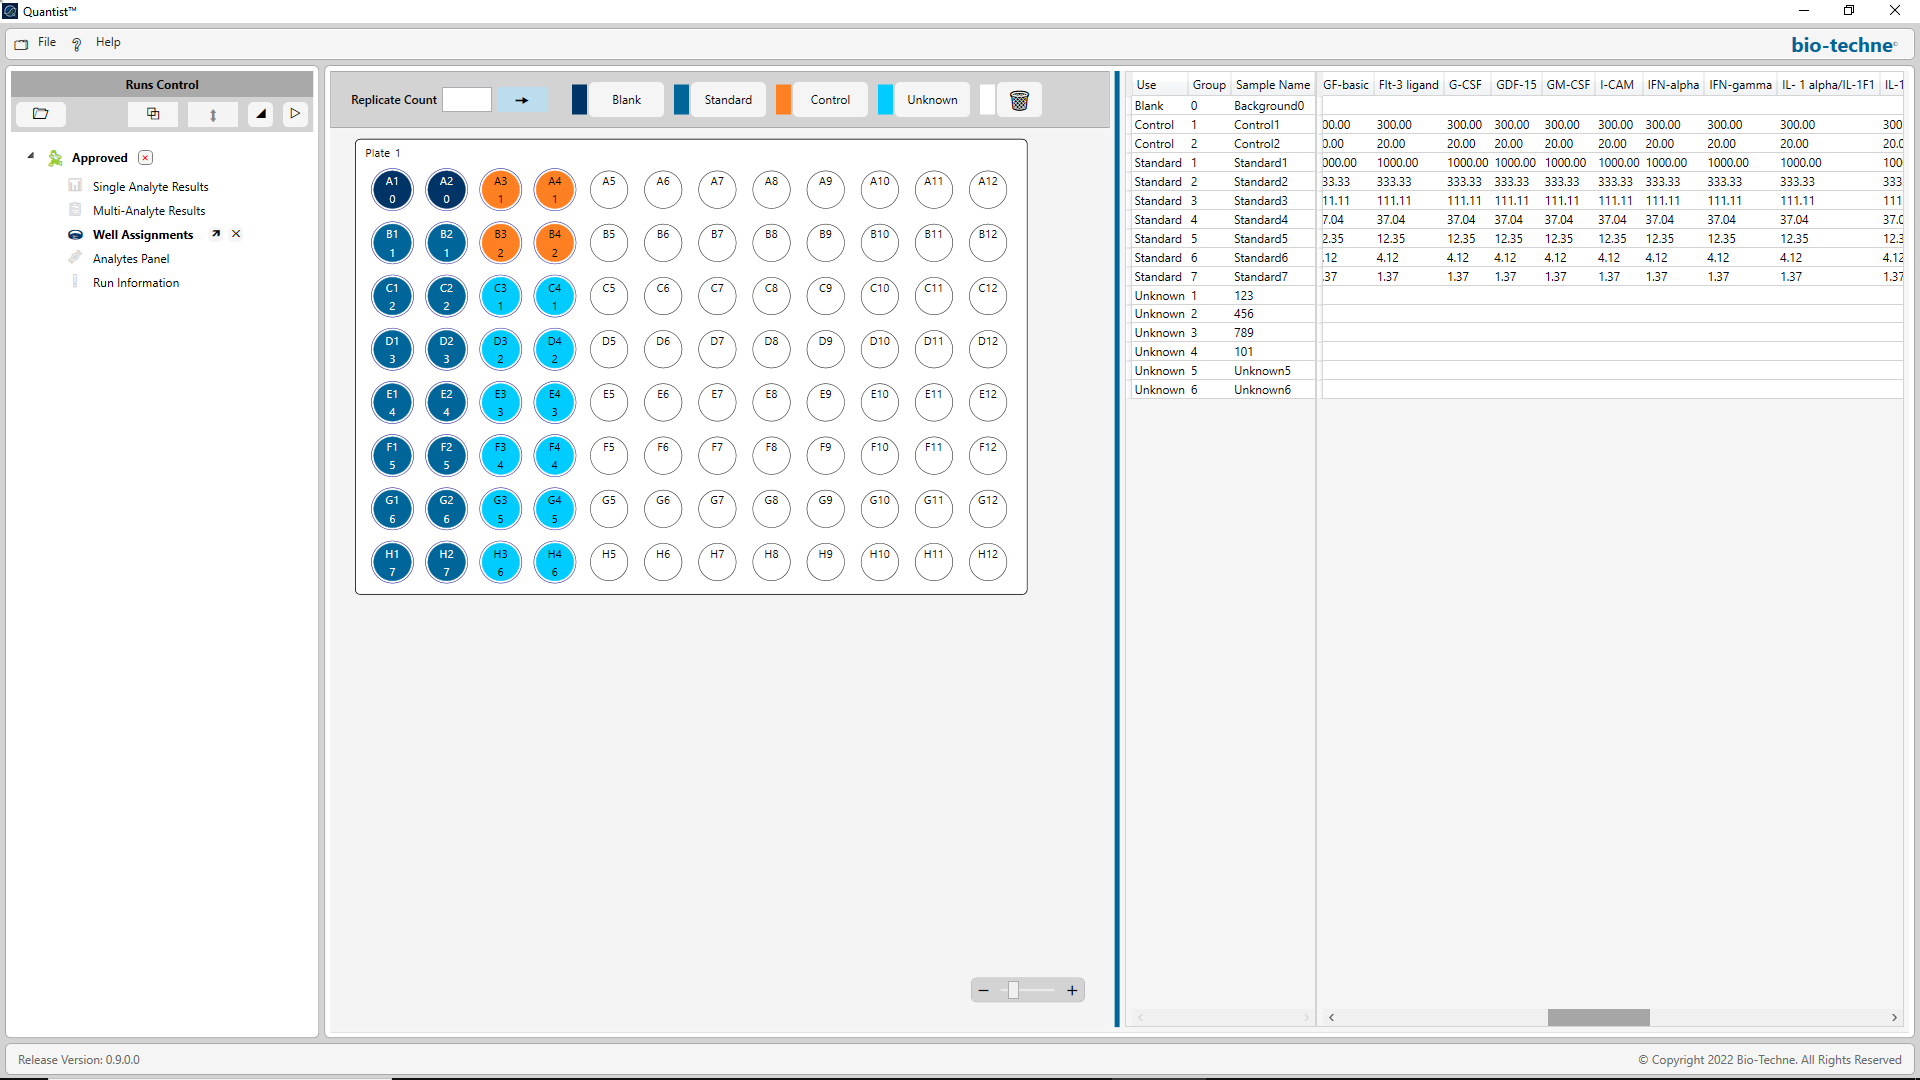 Quantist™
File
Help
bio-techne®
Runs Control
Approved
Single Analyte Results
Multi-Analyte Results
Well Assignments
Analytes Panel
Run Information
Replicate Count
Blank
Standard
Control
Unknown
Plate 1
A1 A2 A3 A4 A5 A6 A7 A8 A9 A10 A11 A12
0 0 1 1
B1 B2 B3 B4 B5 B6 B7 B8 B9 B10 B11 B12
1 1 2 2
C1 C2 C3 C4 C5 C6 C7 C8 C9 C10 C11 C12
2 2 1 1
D1 D2 D3 D4 D5 D6 D7 D8 D9 D10 D11 D12
3 3 2 2
E1 E2 E3 E4 E5 E6 E7 E8 E9 E10 E11 E12
4 4 3 3
F1 F2 F3 F4 F5 F6 F7 F8 F9 F10 F11 F12
5 5 4 4
G1 G2 G3 G4 G5 G6 G7 G8 G9 G10 G11 G12
6 6 5 5
H1 H2 H3 H4 H5 H6 H7 H8 H9 H10 H11 H12
7 7 6 6
Use Group Sample Name GF-basic Flt-3 ligand G-CSF GDF-15 GM-CSF I-CAM IFN-alpha IFN-gamma IL- 1 alpha/IL-1F1 IL-1
Blank 0 Background0
Control 1 Control1 00.00 300.00 300.00 300.00 300.00 300.00 300.00 300.00 300.00 300
Control 2 Control2 0.00 20.00 20.00 20.00 20.00 20.00 20.00 20.00 20.00 20.0
Standard 1 Standard1 000.00 1000.00 1000.00 1000.00 1000.00 1000.00 1000.00 1000.00 1000.00 100
Standard 2 Standard2 33.33 333.33 333.33 333.33 333.33 333.33 333.33 333.33 333.33 333
Standard 3 Standard3 11.11 111.11 111.11 111.11 111.11 111.11 111.11 111.11 111.11 111
Standard 4 Standard4 7.04 37.04 37.04 37.04 37.04 37.04 37.04 37.04 37.04 37.0
Standard 5 Standard5 2.35 12.35 12.35 12.35 12.35 12.35 12.35 12.35 12.35 12.3
Standard 6 Standard6 .12 4.12 4.12 4.12 4.12 4.12 4.12 4.12 4.12 4.12
Standard 7 Standard7 .37 1.37 1.37 1.37 1.37 1.37 1.37 1.37 1.37 1.37
Unknown 1 123
Unknown 2 456
Unknown 3 789
Unknown 4 101
Unknown 5 Unknown5
Unknown 6 Unknown6
Release Version: 0.9.0.0
© Copyright 2022 Bio-Techne. All Rights Reserved